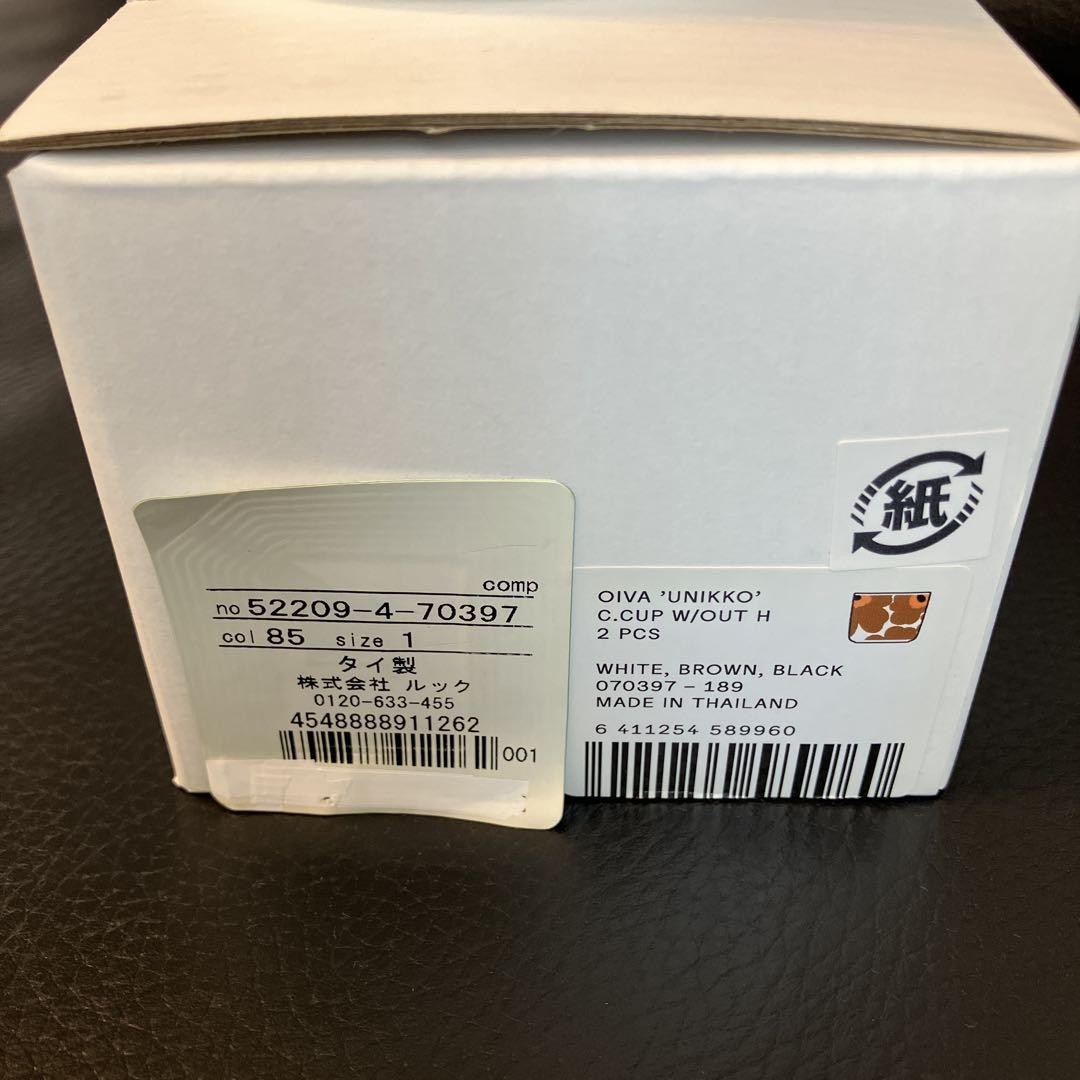 comp
no 52209-4-70397
col 85 size 1
タイ製
株式会社 ルック
0120-633-455
4548888911262
001
紙
OIVA 'UNIKKO'
C.CUP W/OUT H
2 PCS
WHITE, BROWN, BLACK
070397 – 189
MADE IN THAILAND
6 411254 589960